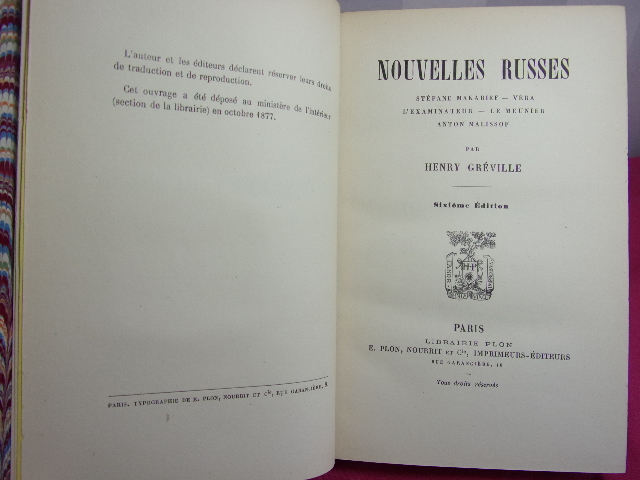 L'auteur et les éditeurs déclarent réserver leurs droits
de traduction et de reproduction.
Cet ouvrage a été déposé au ministère de l'intérieur
(section de la librairie) en octobre 1877.
PARIS. TYPOGRAPHIE DE E. PLON, NOURRIT ET Cie, RUE GARANCIÈRE, 8.
NOUVELLES RUSSES
STÉPHANE MAKARIEF — VÉRA
L'EXAMINATEUR — LE MEUNIER
ANTON MALISSOF
PAR
HENRY GRÉVILLE
Sixième Édition
PARIS
LIBRAIRIE PLON
E. PLON, NOURRIT ET Cie, IMPRIMEURS-ÉDITEURS
RUE GARANCIÈRE, 10
Tous droits réservés